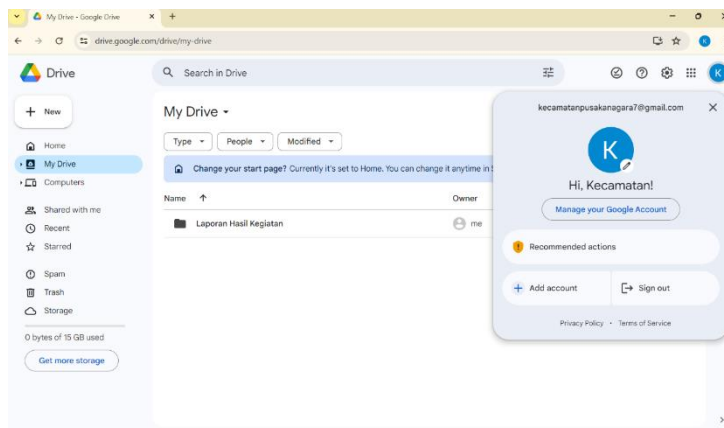 My Drive - Google Drive
drive.google.com/drive/my-drive
K
Drive
Search in Drive
K
New
Home
My Drive
Computers
Shared with me
Recent
Starred
Spam
Trash
Storage
0 bytes of 15 GB used
Get more storage
My Drive
Type
People
Modified
Change your start page? Currently it's set to Home. You can change it anytime in
Name
Owner
Laporan Hasil Kegiatan
me
kecamatanpusakanagara7@gmail.com
K
Hi, Kecamatan!
Manage your Google Account
Recommended actions
Add account
Sign out
Privacy Policy • Terms of Service